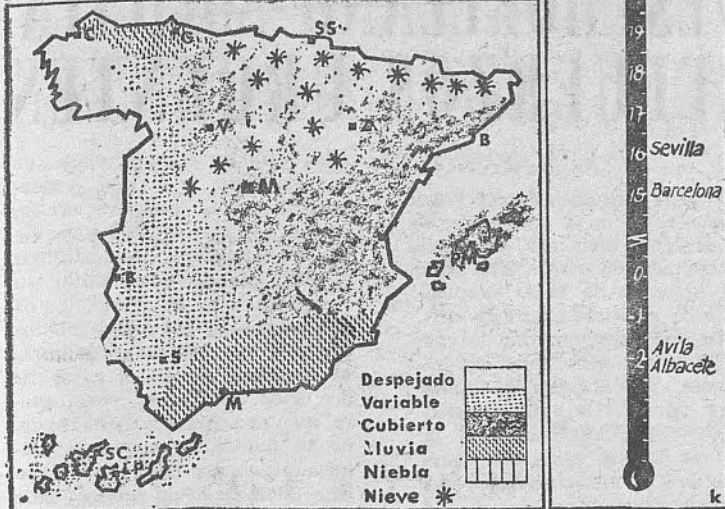 C
G
SS
V
Z
B
M
PM
B
S
M
SC
LP
Despejado
Variable
Cubierto
Lluvia
Niebla
Nieve
19
18
17
16 Sevilla
15 Barcelona
0
-1
-2
Avila
Albacete
k